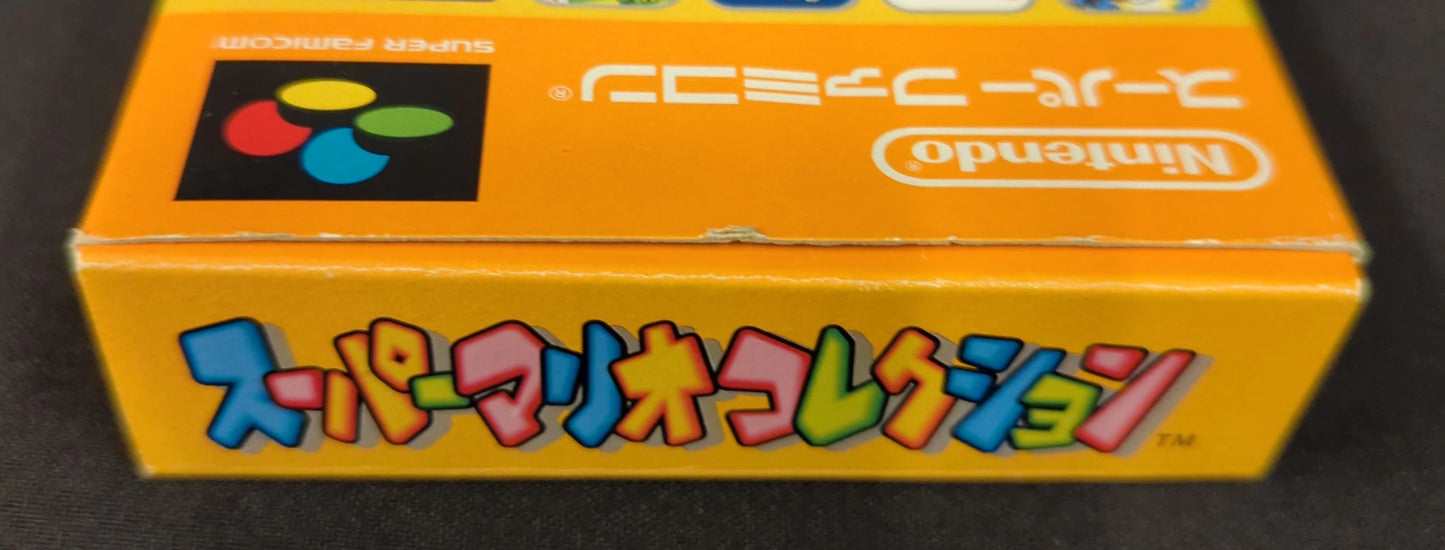 Nintendo®
スーパーファミコン®
SUPER FAMICOM
スーパーマリオコレクション™